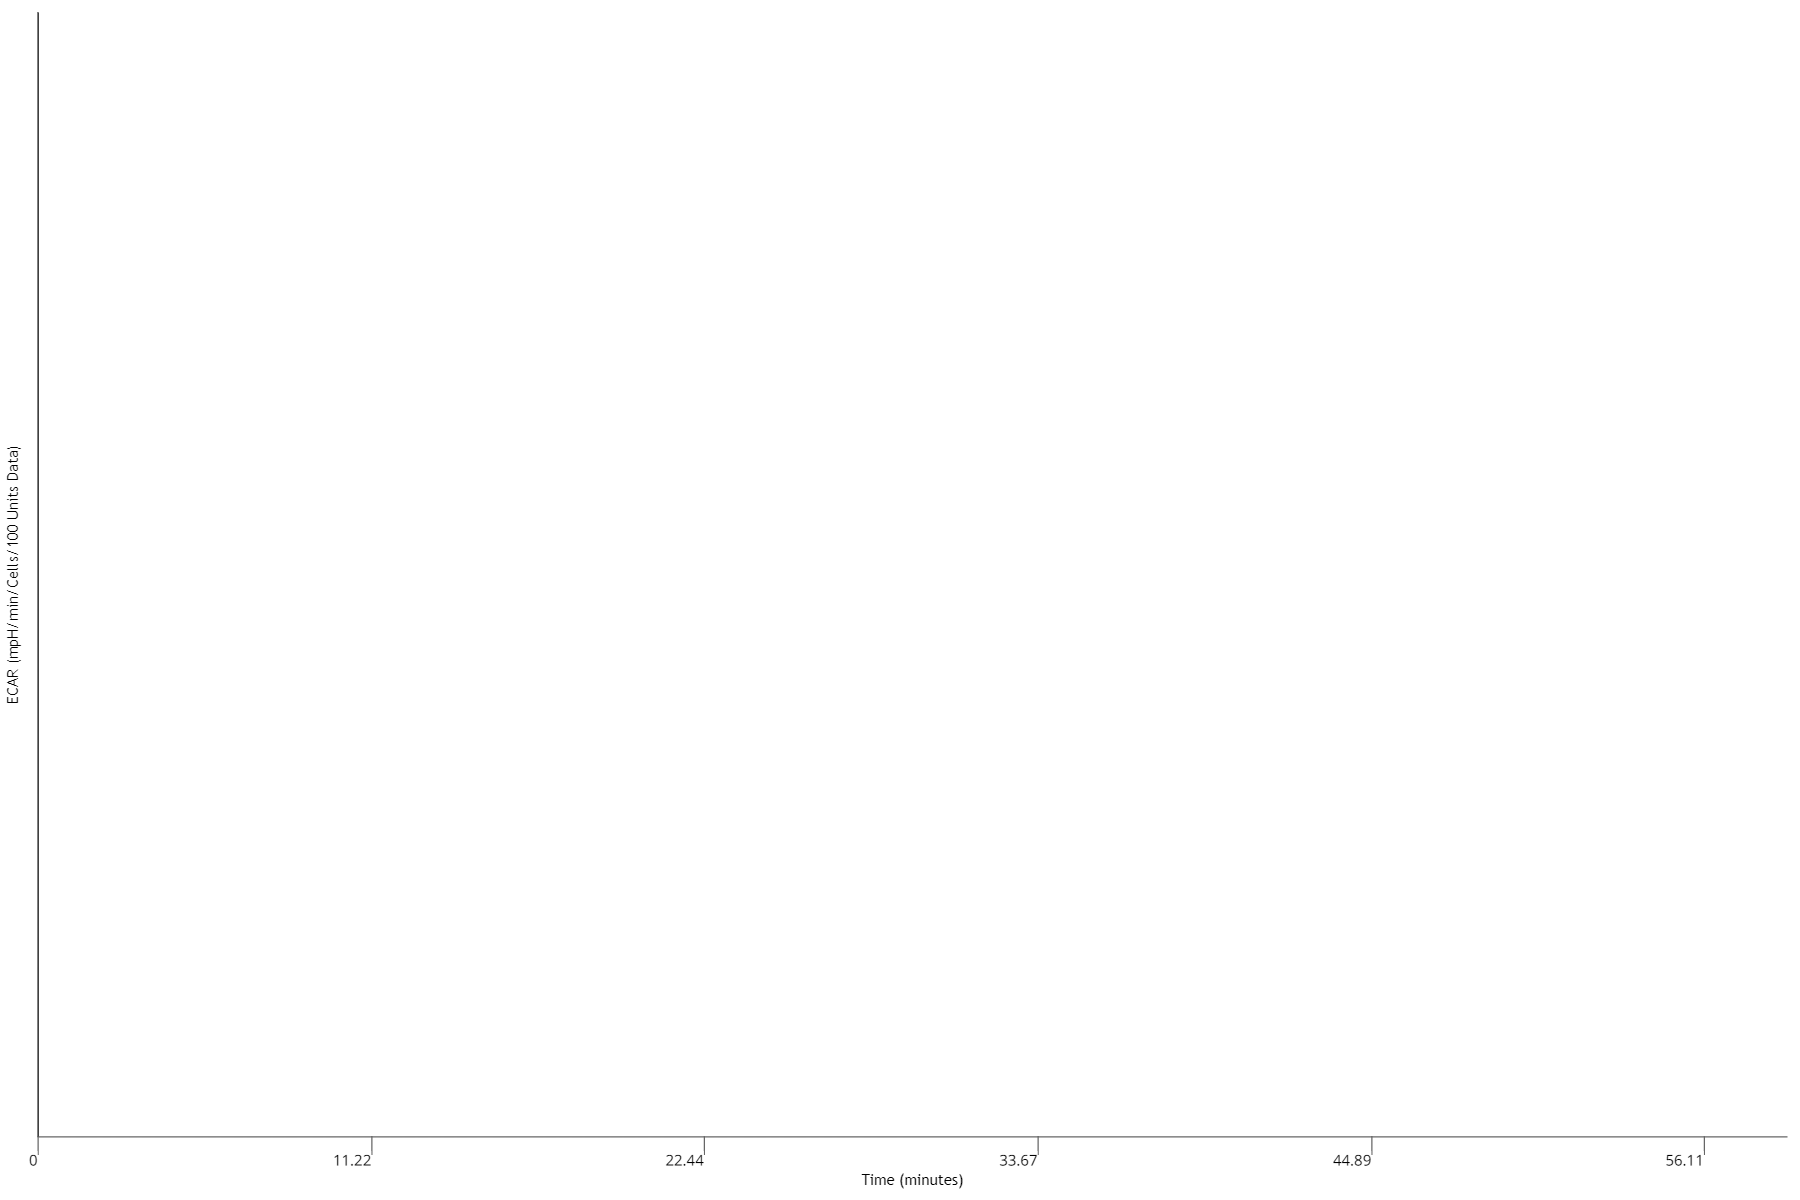 ECAR (mpH/min/Cells/100 Units Data)
0 11.22 22.44 33.67 44.89 56.11
Time (minutes)